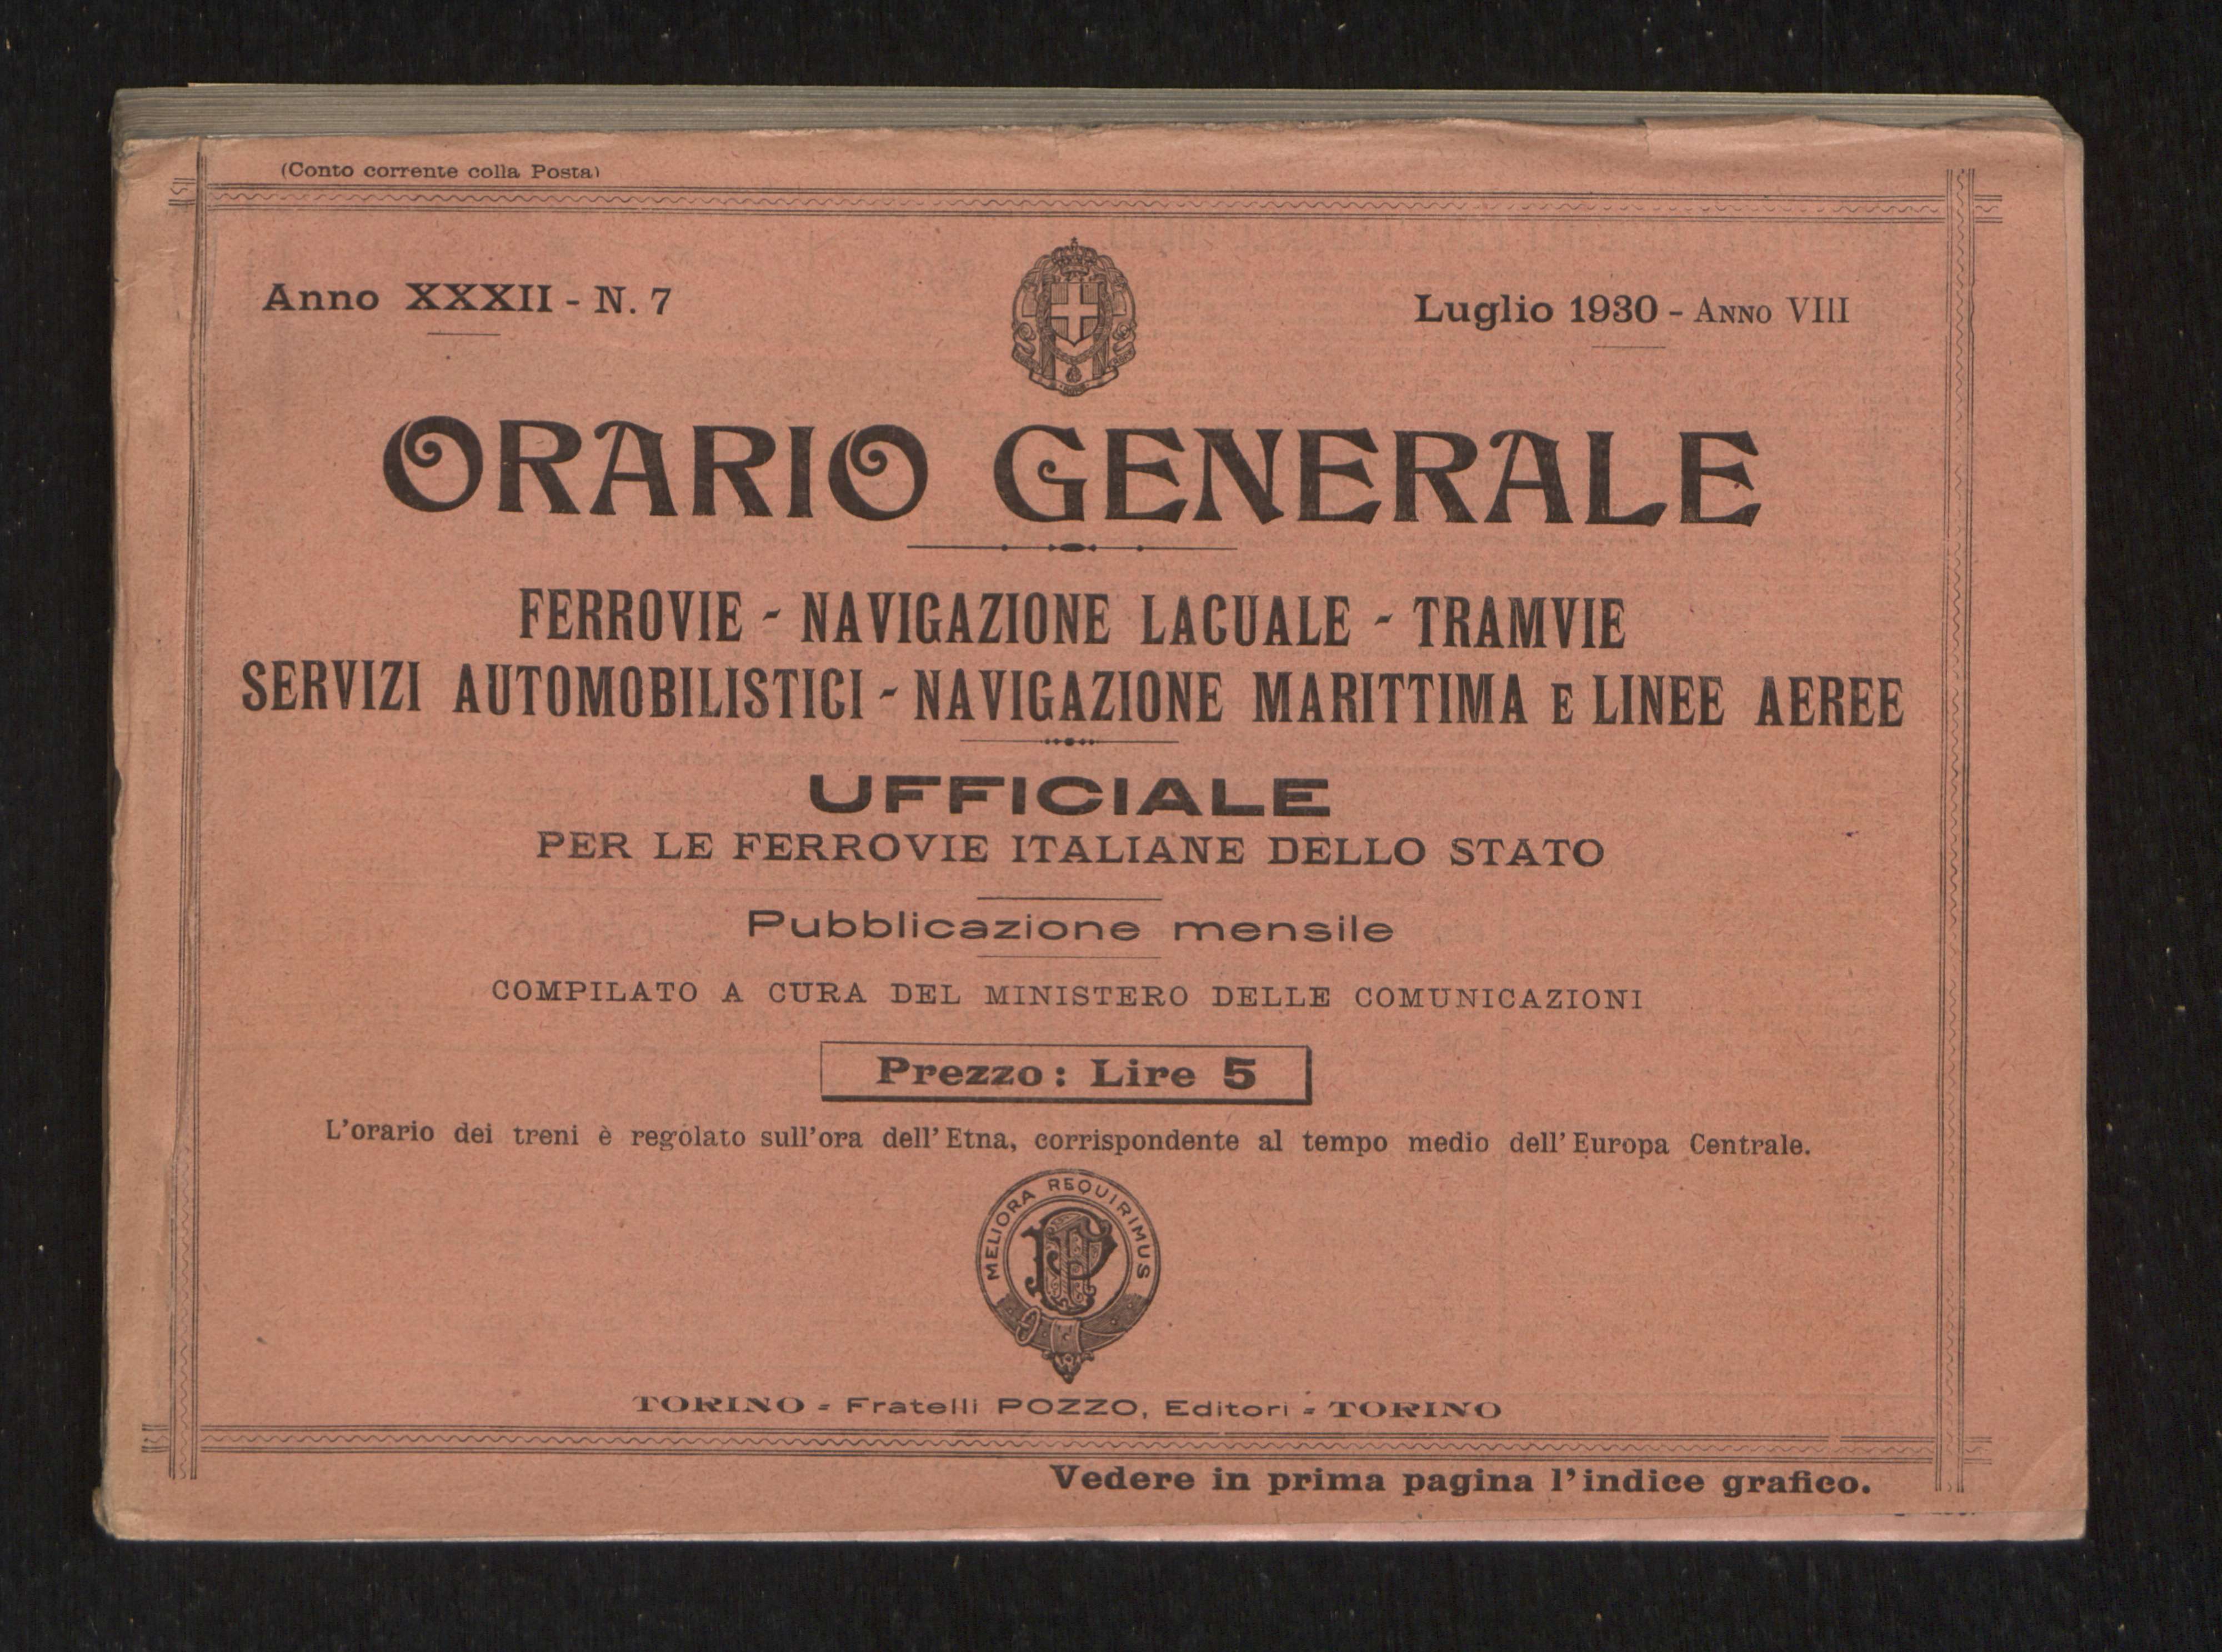 (Conto corrente colla Posta)
Anno XXXII - N. 7
Luglio 1930 - ANNO VIII
ORARIO GENERALE
FERROVIE - NAVIGAZIONE LACUALE - TRAMVIE
SERVIZI AUTOMOBILISTICI - NAVIGAZIONE MARITTIMA E LINEE AEREE
UFFICIALE
PER LE FERROVIE ITALIANE DELLO STATO
Pubblicazione mensile
COMPILATO A CURA DEL MINISTERO DELLE COMUNICAZIONI
Prezzo: Lire 5
L'orario dei treni è regolato sull'ora dell'Etna, corrispondente al tempo medio dell'Europa Centrale.
MELIORA REQUIRIMUS
TORINO - Fratelli POZZO, Editori - TORINO
Vedere in prima pagina l'indice grafico.